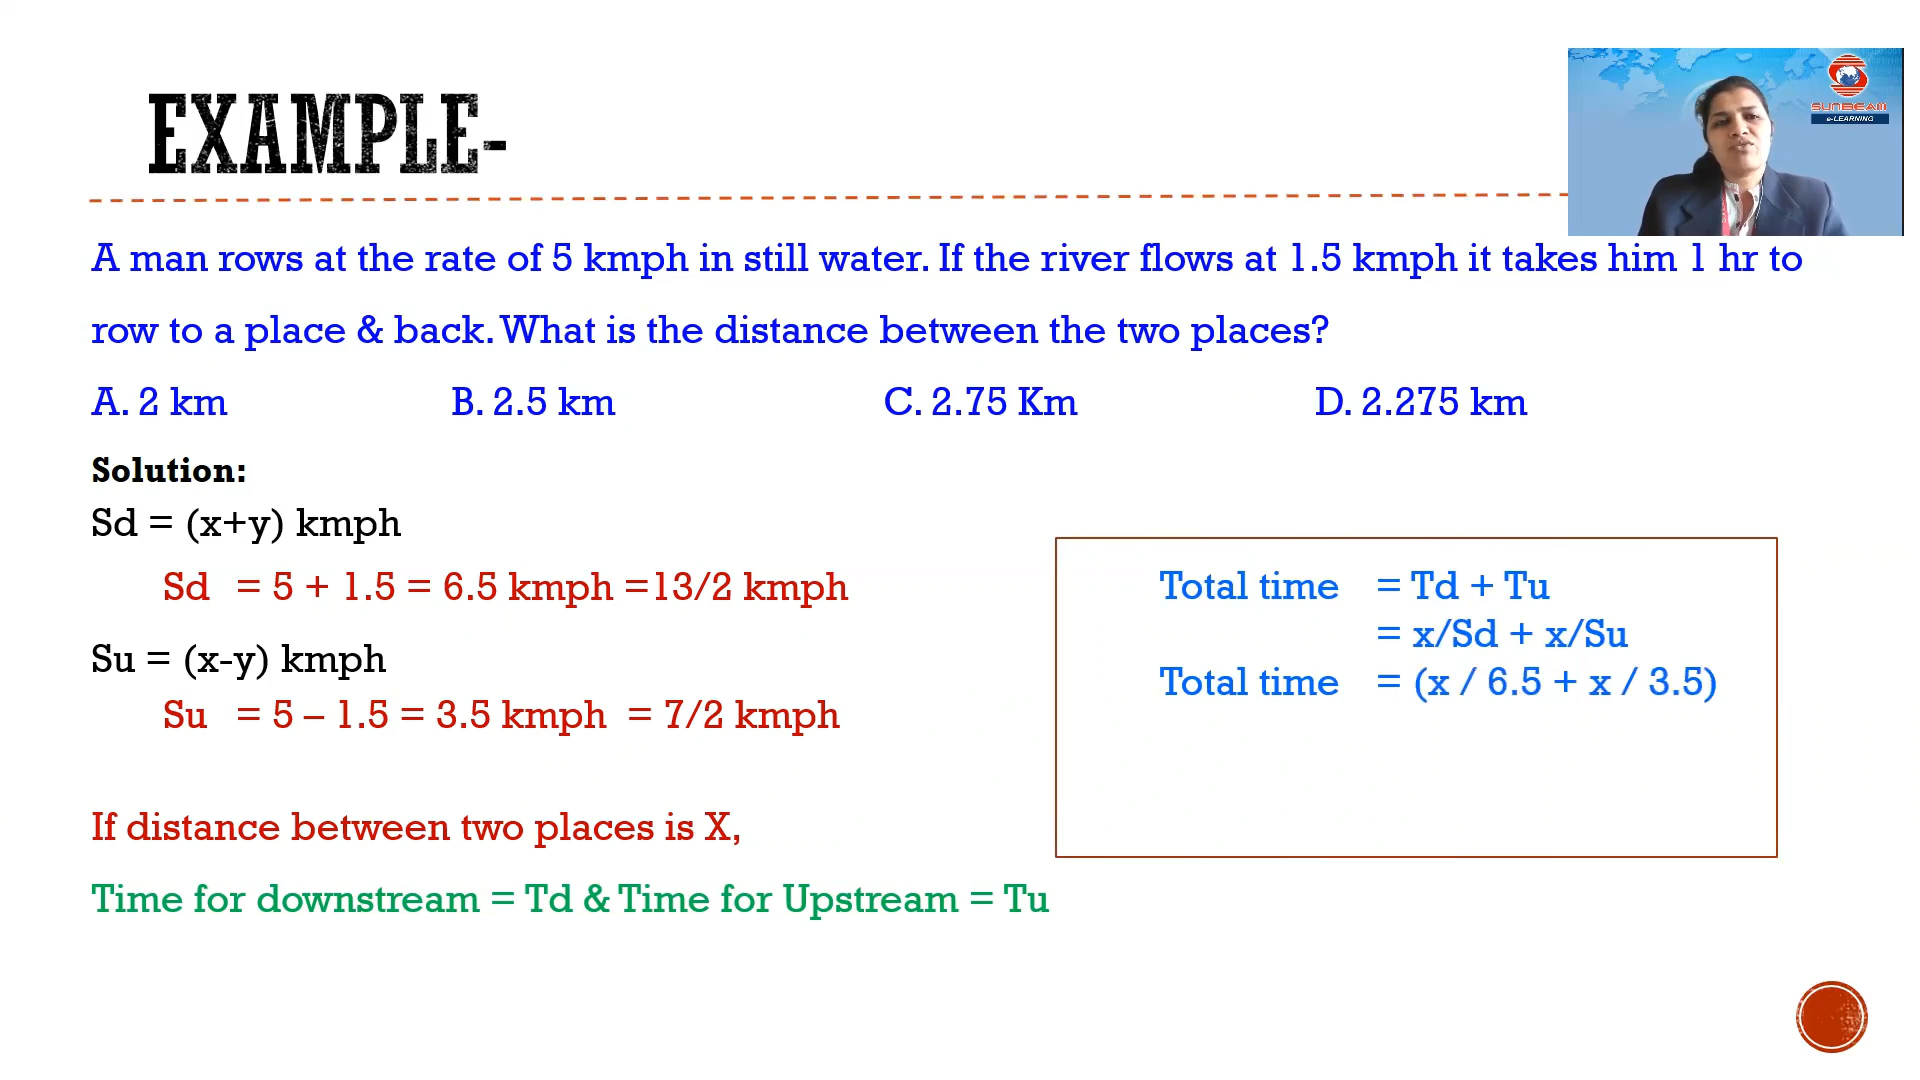 EXAMPLE-
SUNBEAM
e-LEARNING
A man rows at the rate of 5 kmph in still water. If the river flows at 1.5 kmph it takes him 1 hr to
row to a place & back. What is the distance between the two places?
A. 2 km B. 2.5 km C. 2.75 Km D. 2.275 km
Solution:
Sd = (x+y) kmph
Sd = 5 + 1.5 = 6.5 kmph =13/2 kmph
Su = (x-y) kmph
Su = 5 – 1.5 = 3.5 kmph = 7/2 kmph
If distance between two places is X,
Time for downstream = Td & Time for Upstream = Tu
Total time = Td + Tu
= x/Sd + x/Su
Total time = (x / 6.5 + x / 3.5)